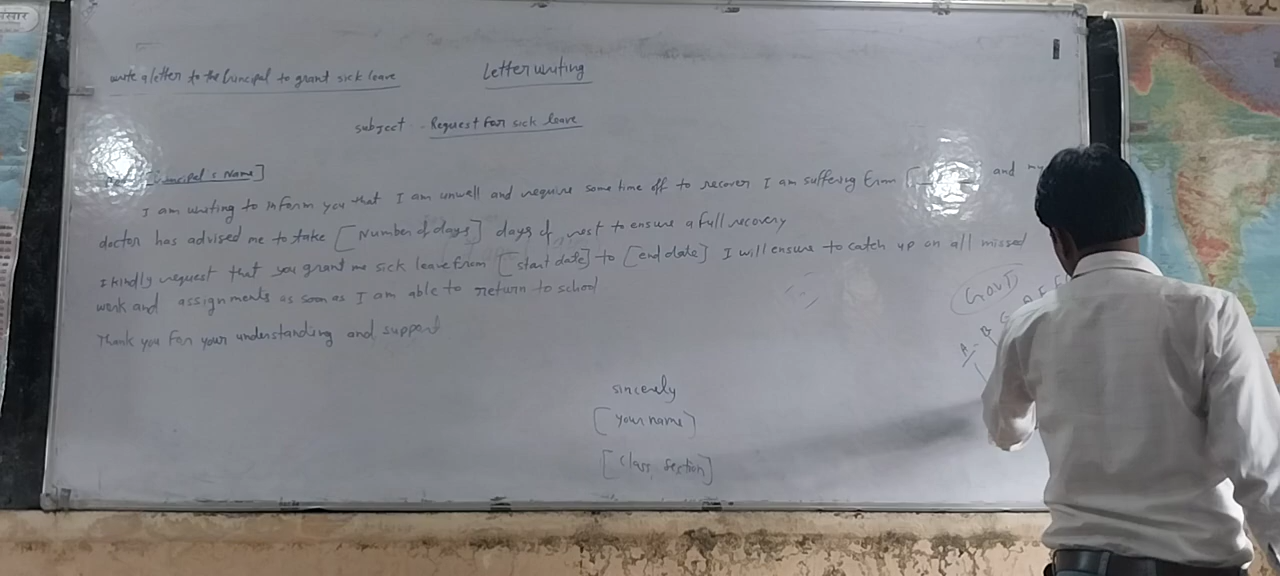 write a letter to the Principal to grant sick leave
Letter writing
subject - Request for sick leave
[Principal's Name]
I am writing to inform you that I am unwell and require some time off to recover I am suffering from [ and my
doctor has advised me to take [Number of days] days of rest to ensure a full recovery
I kindly request that you grant me sick leave from [start date] to [end date] I will ensure to catch up on all missed
work and assignments as soon as I am able to return to school
Thank you for your understanding and support
sincerely
[your name]
[class, section]
GOVT
A - B